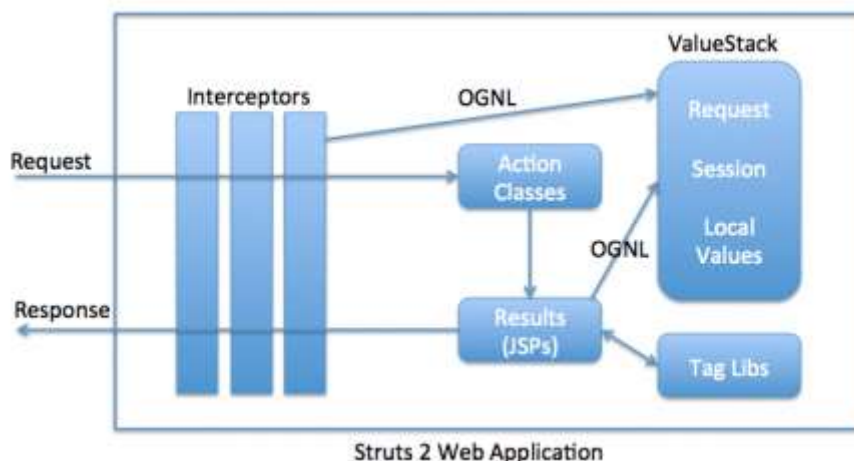 ValueStack
Interceptors
OGNL
Request
Request
Action
Classes
Session
Local
Values
OGNL
Response
Results
(JSPs)
Tag Libs
Struts 2 Web Application